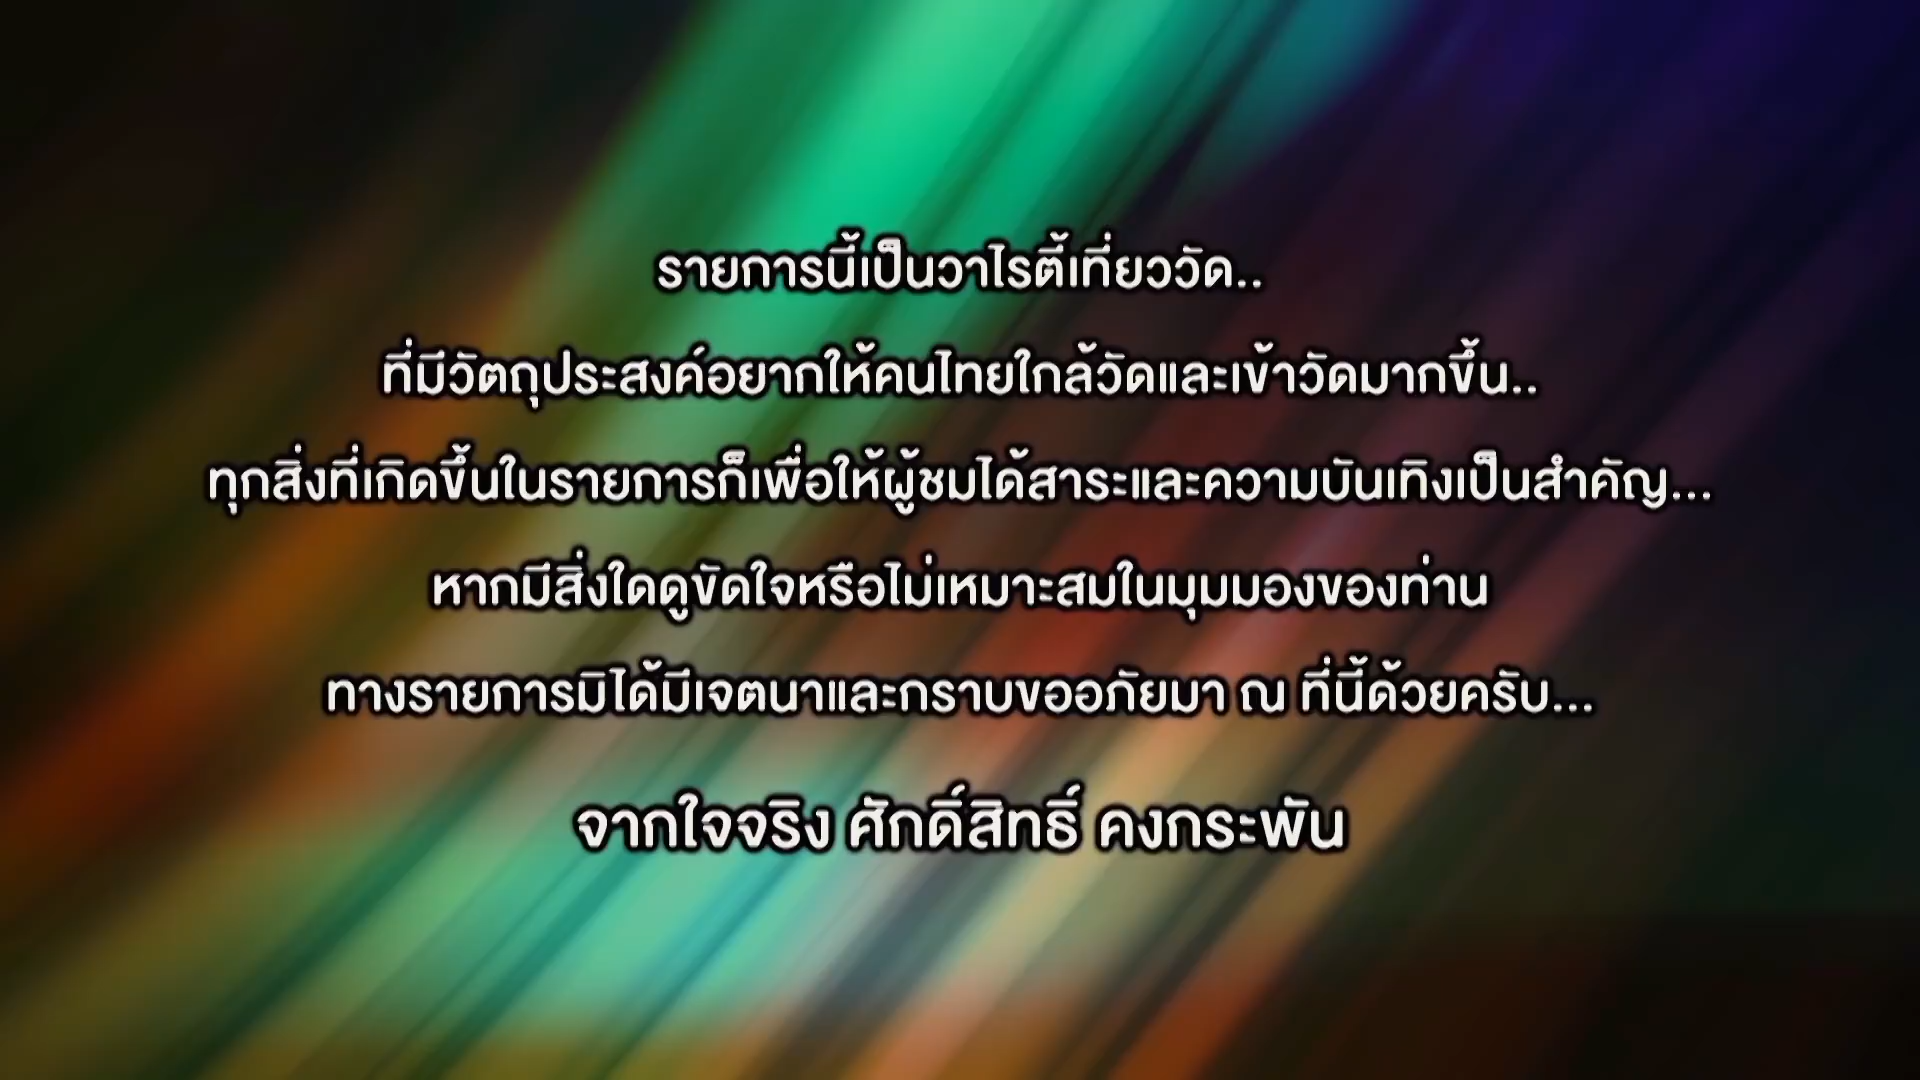 รายการนี้เป็นวาไรตี้เที่ยววัด..
ที่มีวัตถุประสงค์อยากให้คนไทยใกล้วัดและเข้าวัดมากขึ้น..
ทุกสิ่งที่เกิดขึ้นในรายการก็เพื่อให้ผู้ชมได้สาระและความบันเทิงเป็นสำคัญ...
หากมีสิ่งใดดูขัดใจหรือไม่เหมาะสมในมุมมองของท่าน
ทางรายการมิได้มีเจตนาและกราบขออภัยมา ณ ที่นี้ด้วยครับ...
จากใจจริง ศักดิ์สิทธิ์ คงกระพัน